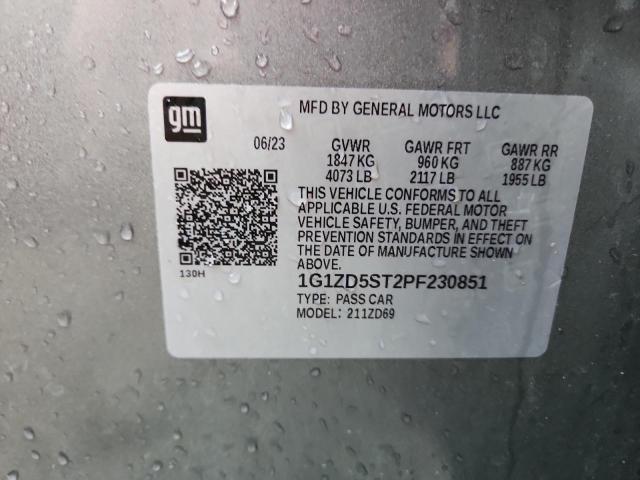 gm
MFD BY GENERAL MOTORS LLC
06/23 GVWR GAWR FRT GAWR RR
1847 KG 960 KG 887 KG
4073 LB 2117 LB 1955 LB
THIS VEHICLE CONFORMS TO ALL
APPLICABLE U.S. FEDERAL MOTOR
VEHICLE SAFETY, BUMPER, AND THEFT
PREVENTION STANDARDS IN EFFECT ON
THE DATE OF MANUFACTURE SHOWN
ABOVE.
130H
1G1ZD5ST2PF230851
TYPE: PASS CAR
MODEL: 211ZD69